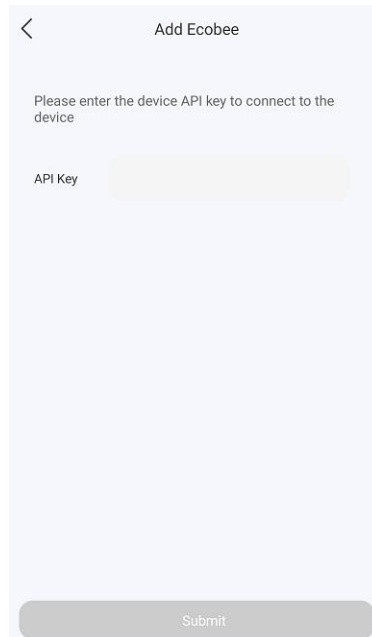 Add Ecobee
Please enter the device API key to connect to the
device
API Key
Submit